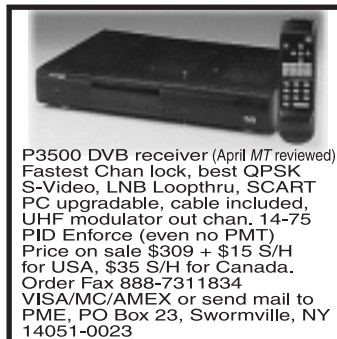 P3500 DVB receiver (April MT reviewed)
Fastest Chan lock, best QPSK
S-Video, LNB Loopthru, SCART
PC upgradable, cable included,
UHF modulator out chan. 14-75
PID Enforce (even no PMT)
Price on sale $309 + $15 S/H
for USA, $35 S/H for Canada.
Order Fax 888-7311834
VISA/MC/AMEX or send mail to
PME, PO Box 23, Swormville, NY
14051-0023